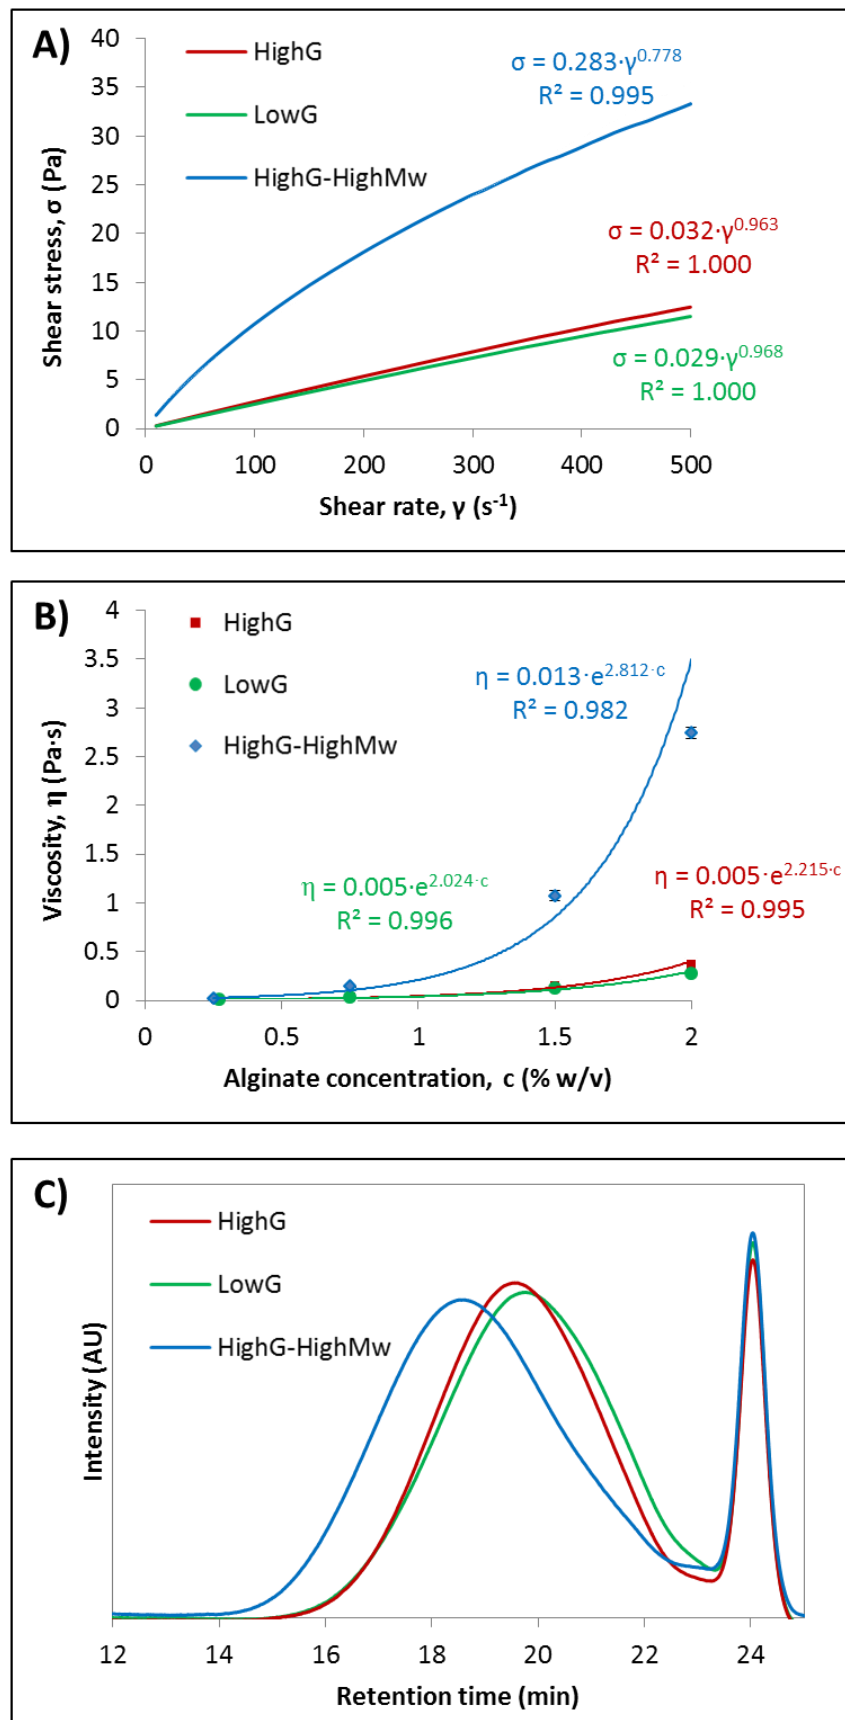 A)
HighG
LowG
HighG-HighMw
σ = 0.283·γ^0.778
R² = 0.995
σ = 0.032·γ^0.963
R² = 1.000
σ = 0.029·γ^0.968
R² = 1.000
40
35
30
25
20
15
10
5
0
Shear stress, σ (Pa)
0 100 200 300 400 500
Shear rate, γ (s⁻¹)
B)
HighG
LowG
HighG-HighMw
η = 0.013·e^2.812·c
R² = 0.982
η = 0.005·e^2.024·c
R² = 0.996
η = 0.005·e^2.215·c
R² = 0.995
4
3.5
3
2.5
2
1.5
1
0.5
0
Viscosity, η (Pa·s)
0 0.5 1 1.5 2
Alginate concentration, c (% w/v)
C)
HighG
LowG
HighG-HighMw
Intensity (AU)
12 14 16 18 20 22 24
Retention time (min)